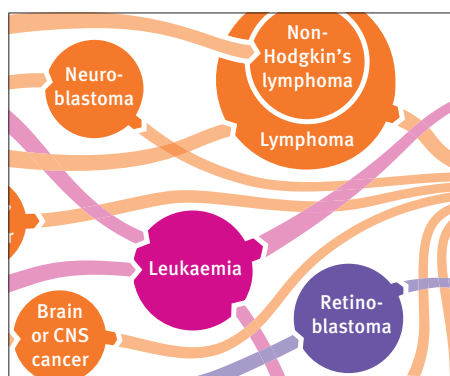 Non-
Hodgkin's
lymphoma
Neuro-
blastoma
Lymphoma
Leukaemia
Retino-
blastoma
Brain
or CNS
cancer